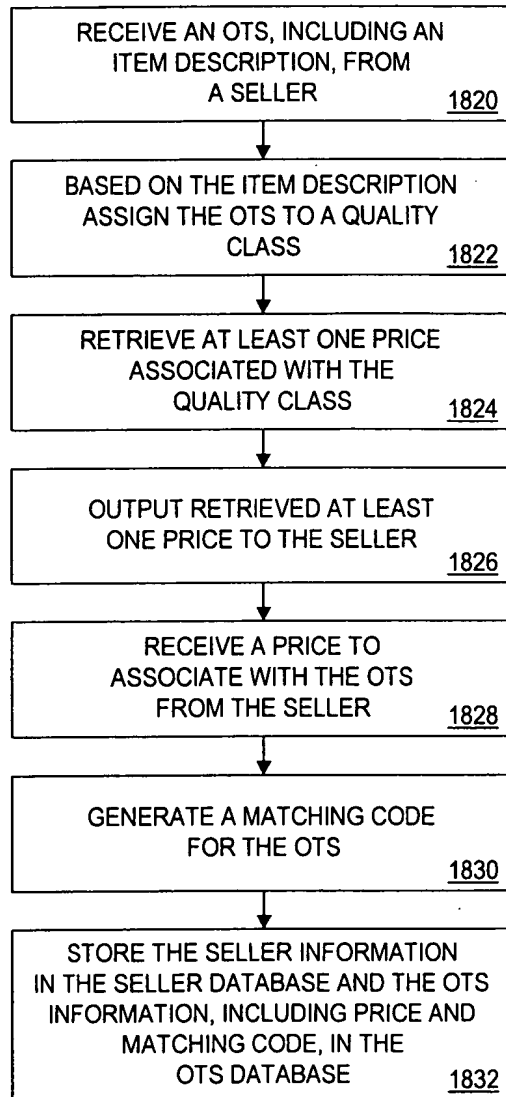 RECEIVE AN OTS, INCLUDING AN
ITEM DESCRIPTION, FROM
A SELLER
1820
BASED ON THE ITEM DESCRIPTION
ASSIGN THE OTS TO A QUALITY
CLASS
1822
RETRIEVE AT LEAST ONE PRICE
ASSOCIATED WITH THE
QUALITY CLASS
1824
OUTPUT RETRIEVED AT LEAST
ONE PRICE TO THE SELLER
1826
RECEIVE A PRICE TO
ASSOCIATE WITH THE OTS
FROM THE SELLER
1828
GENERATE A MATCHING CODE
FOR THE OTS
1830
STORE THE SELLER INFORMATION
IN THE SELLER DATABASE AND THE OTS
INFORMATION, INCLUDING PRICE AND
MATCHING CODE, IN THE
OTS DATABASE
1832